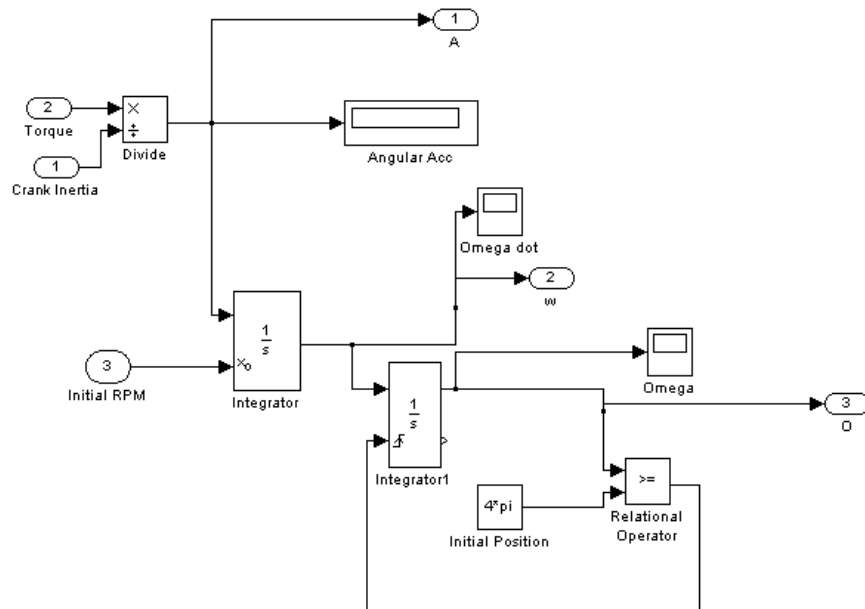 1
A
2
Torque
×
÷
Divide
1
Crank Inertia
Angular Acc
Omega dot
2
w
1
s
xo
Integrator
3
Initial RPM
Omega
1
s
Integrator1
3
O
4*pi
Initial Position
>=
Relational
Operator